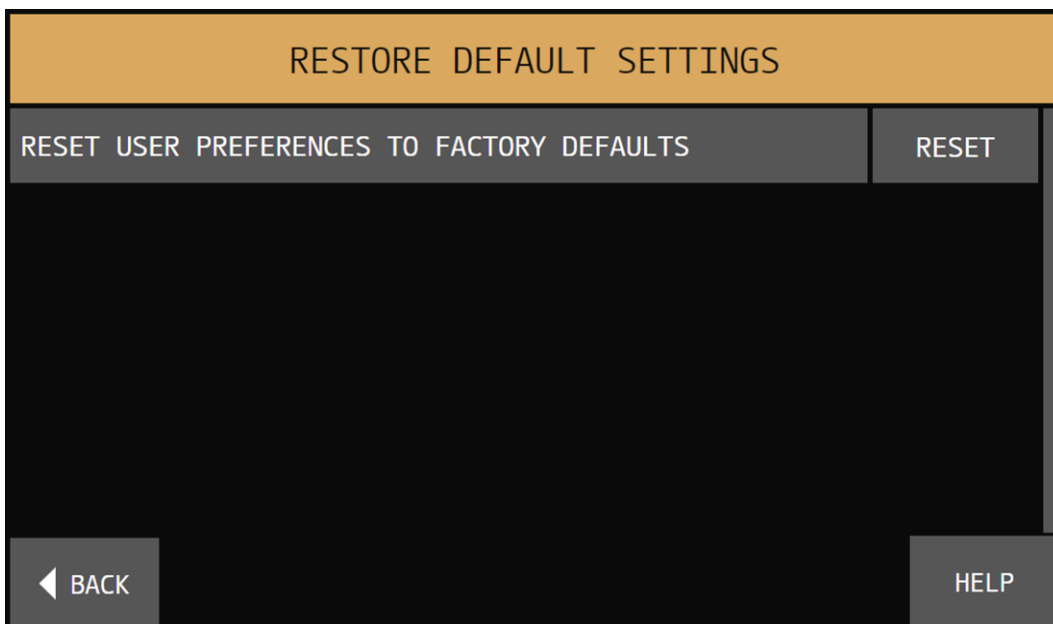 RESTORE DEFAULT SETTINGS
RESET USER PREFERENCES TO FACTORY DEFAULTS
RESET
BACK
HELP